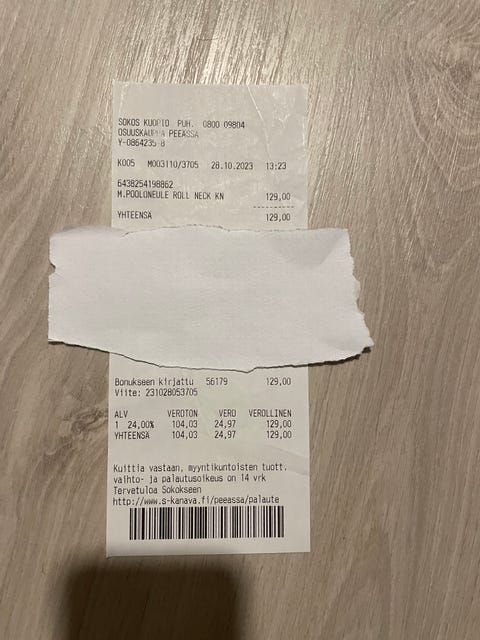 SOKOS KUOPIO PUH. 0800 09804
OSUUSKAUPPA PEEÄSSÄ
Y-0864235-8
K005 M003110/3705 28.10.2023 13:23
6438254198862
M.POOLONEULE ROLL NECK KN 129,00
YHTEENSÄ 129,00
Bonukseen kirjattu 56179 129,00
Viite: 231028053705
ALV VEROTON VERO VEROLLINEN
1 24,00% 104,03 24,97 129,00
YHTEENSÄ 104,03 24,97 129,00
Kuittia vastaan, myyntikuntoisten tuott.
vaihto- ja palautusoikeus on 14 vrk
Tervetuloa Sokokseen
http://www.s-kanava.fi/peeassa/palaute